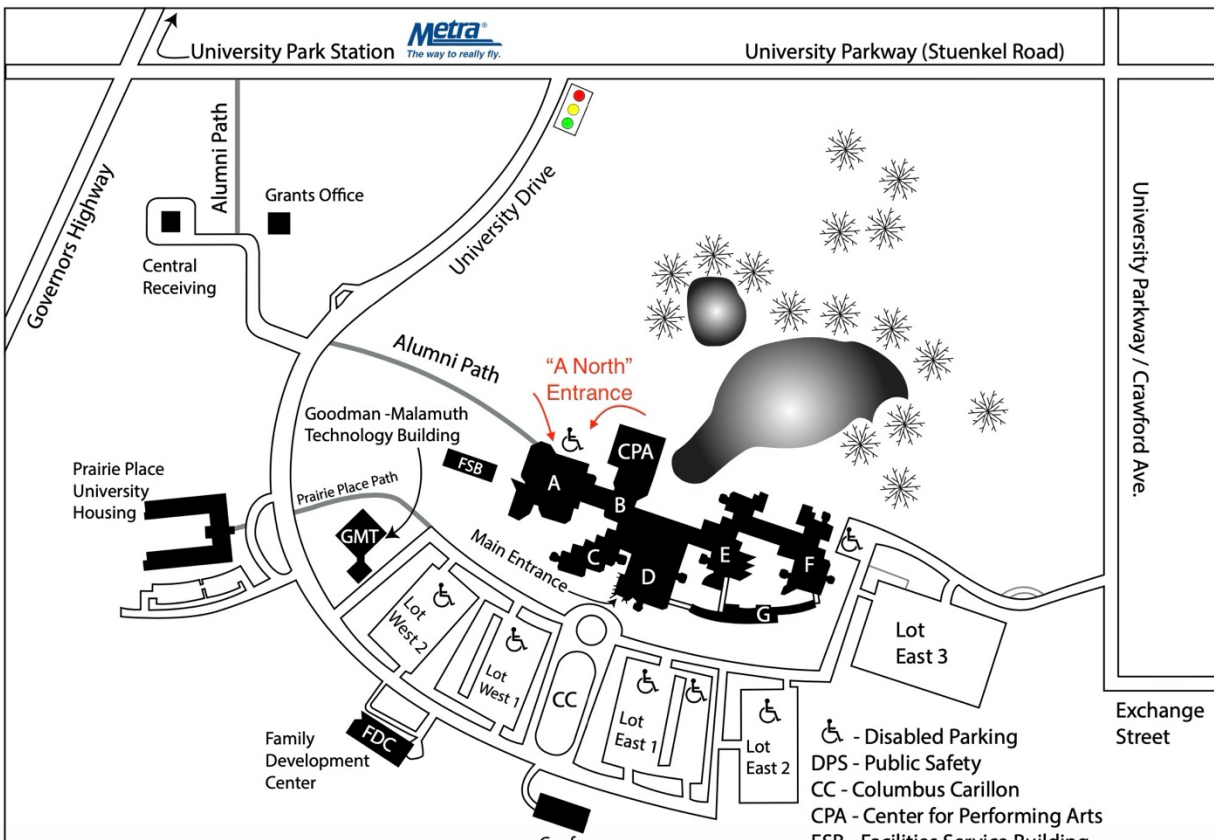 University Park Station
Metra®
The way to really fly.
University Parkway (Stuenkel Road)
Alumni Path
Governors Highway
Grants Office
University Drive
Central
Receiving
University Parkway / Crawford Ave.
Alumni Path
“A North”
Entrance
Goodman -Malamuth
Technology Building
CPA
FSB
A
Prairie Place
University
Housing
Prairie Place Path
B
GMT
Main Entrance
C
E
D
F
G
Lot
West 2
Lot
West 1
Lot
East 3
CC
Lot
East 1
Lot
East 2
Exchange
Street
FDC
Family
Development
Center
- Disabled Parking
DPS - Public Safety
CC - Columbus Carillon
CPA - Center for Performing Arts
FSB - Facilities Service Building